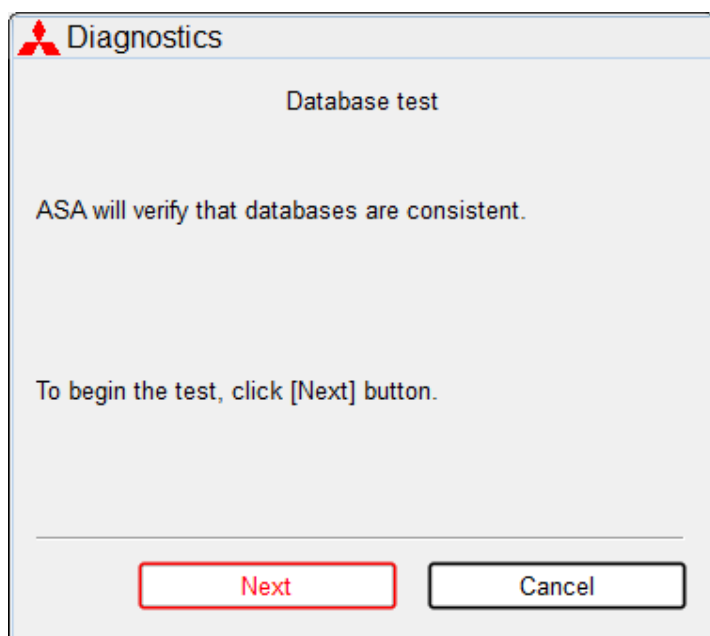 Diagnostics
Database test
ASA will verify that databases are consistent.
To begin the test, click [Next] button.
Next
Cancel